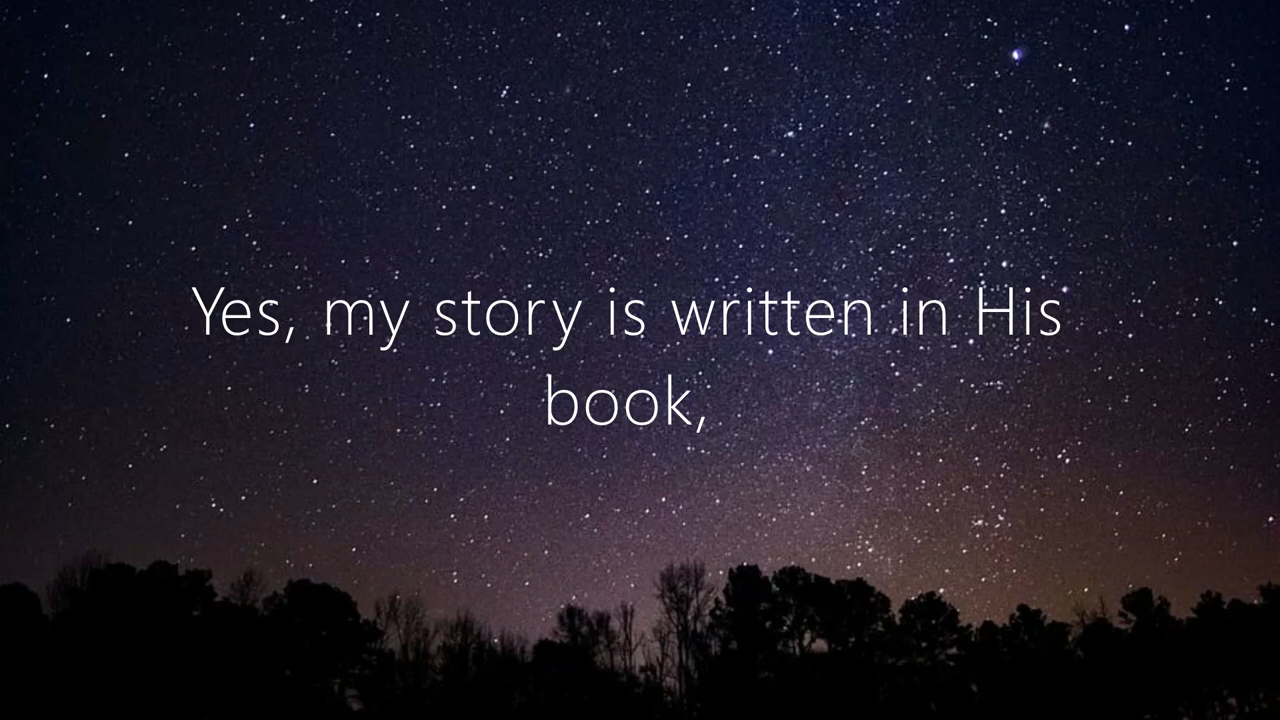 Yes, my story is written in His
book,